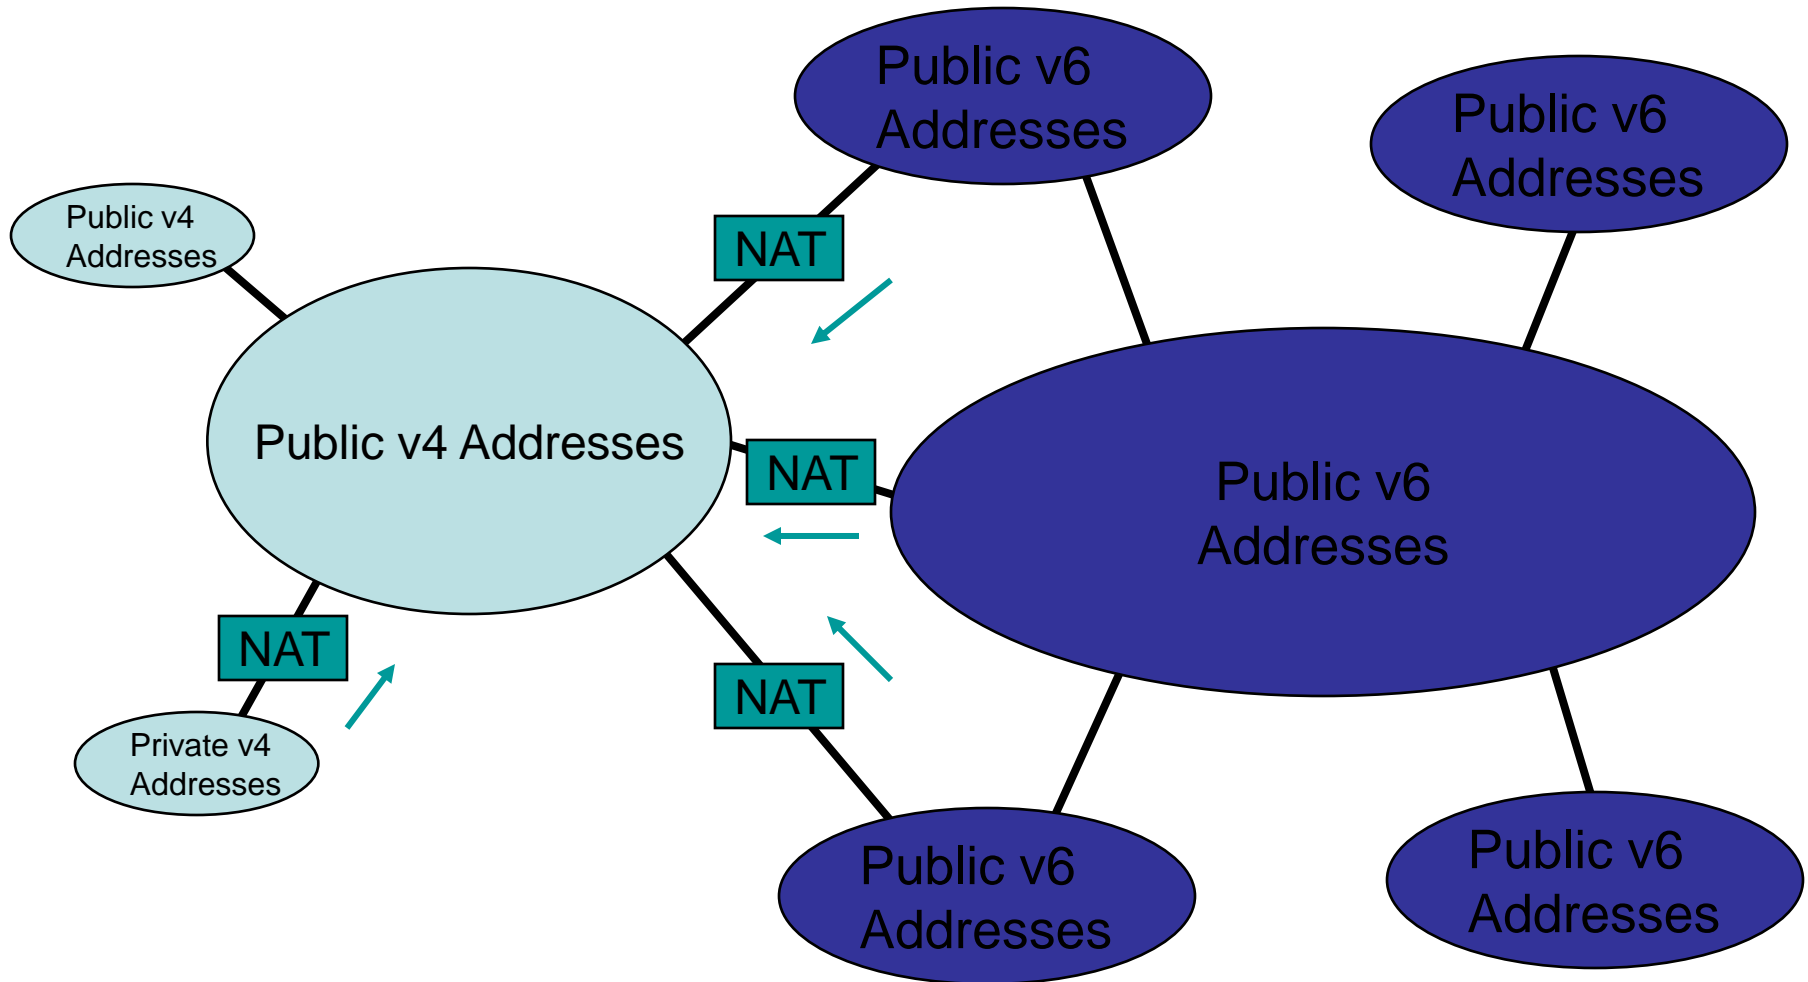 Public v6
Addresses
Public v6
Addresses
Public v4
Addresses
NAT
Public v4 Addresses
NAT
Public v6
Addresses
NAT
NAT
Private v4
Addresses
Public v6
Addresses
Public v6
Addresses